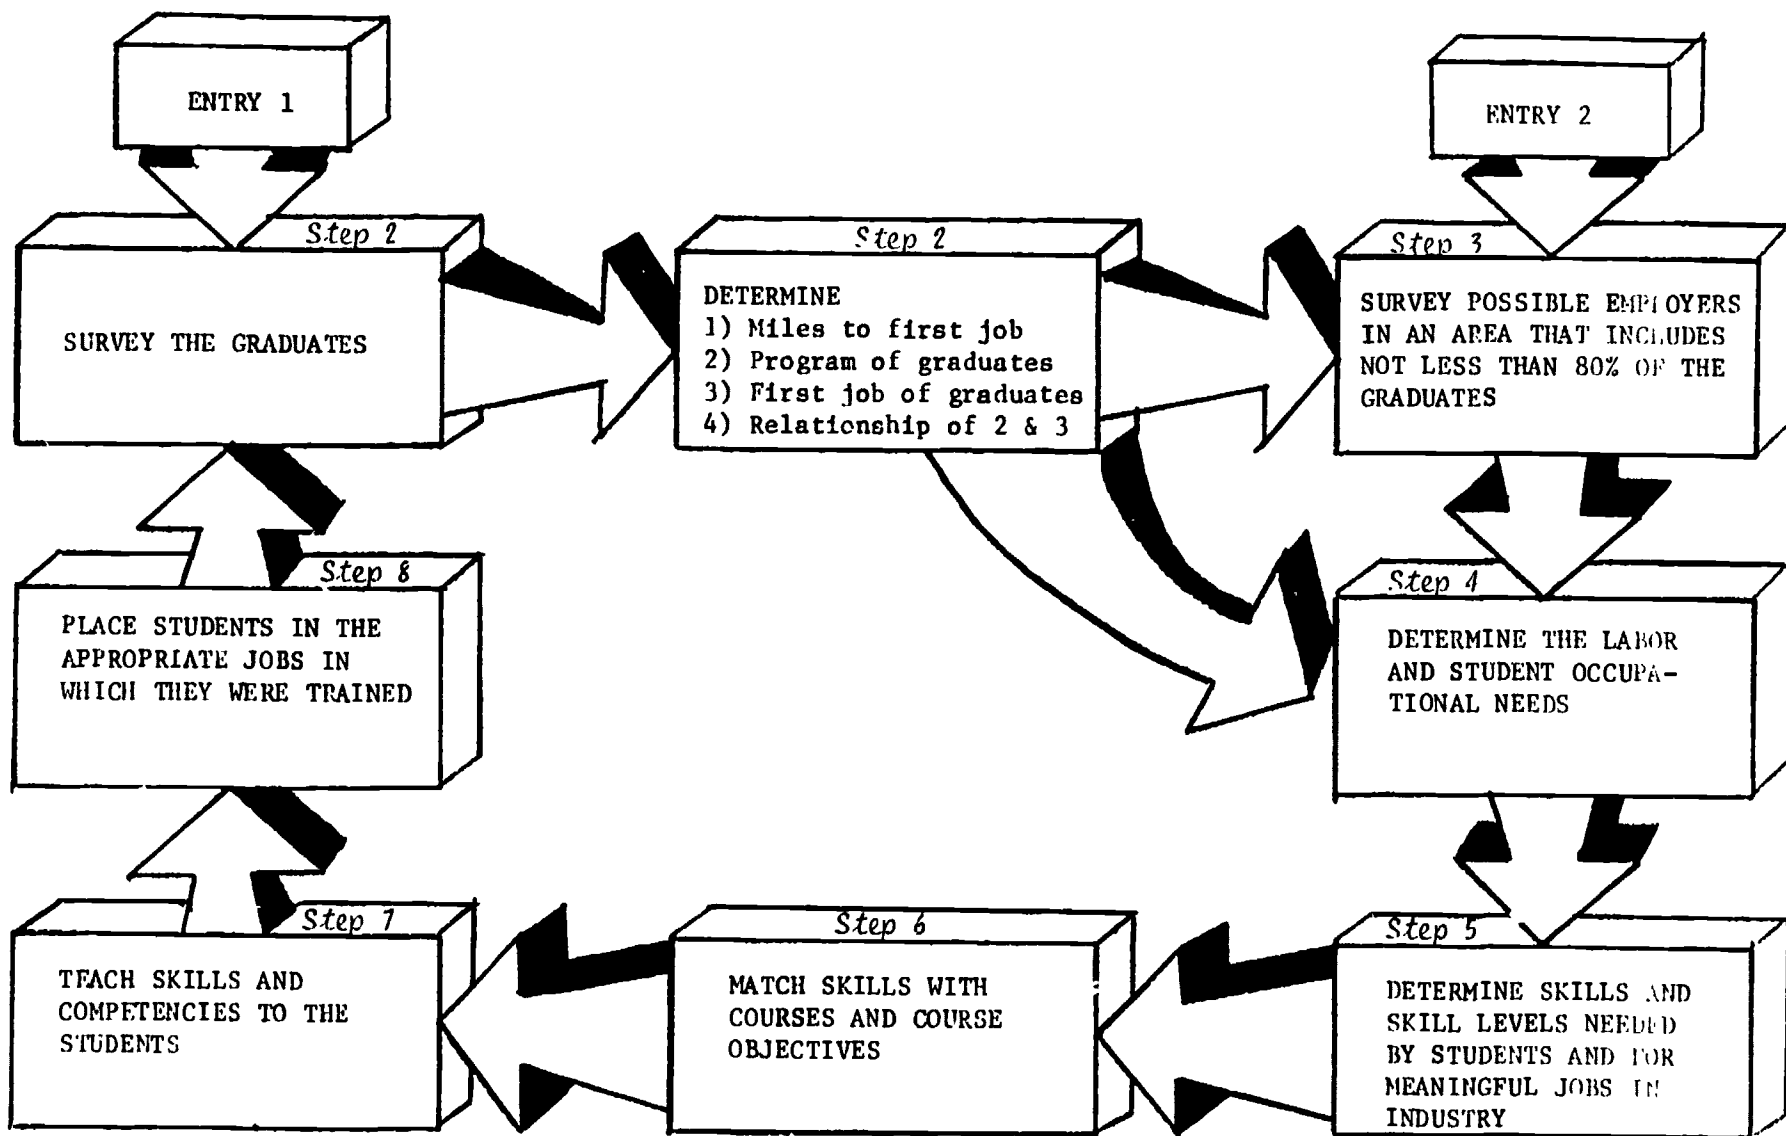 ENTRY 1
ENTRY 2
Step 2
SURVEY THE GRADUATES
Step 2
DETERMINE
1) Miles to first job
2) Program of graduates
3) First job of graduates
4) Relationship of 2 & 3
Step 3
SURVEY POSSIBLE EMPLOYERS
IN AN AREA THAT INCLUDES
NOT LESS THAN 80% OF THE
GRADUATES
Step 4
DETERMINE THE LABOR
AND STUDENT OCCUPA-
TIONAL NEEDS
Step 5
DETERMINE SKILLS AND
SKILL LEVELS NEEDED
BY STUDENTS AND FOR
MEANINGFUL JOBS IN
INDUSTRY
Step 6
MATCH SKILLS WITH
COURSES AND COURSE
OBJECTIVES
Step 7
TEACH SKILLS AND
COMPETENCIES TO THE
STUDENTS
Step 8
PLACE STUDENTS IN THE
APPROPRIATE JOBS IN
WHICH THEY WERE TRAINED